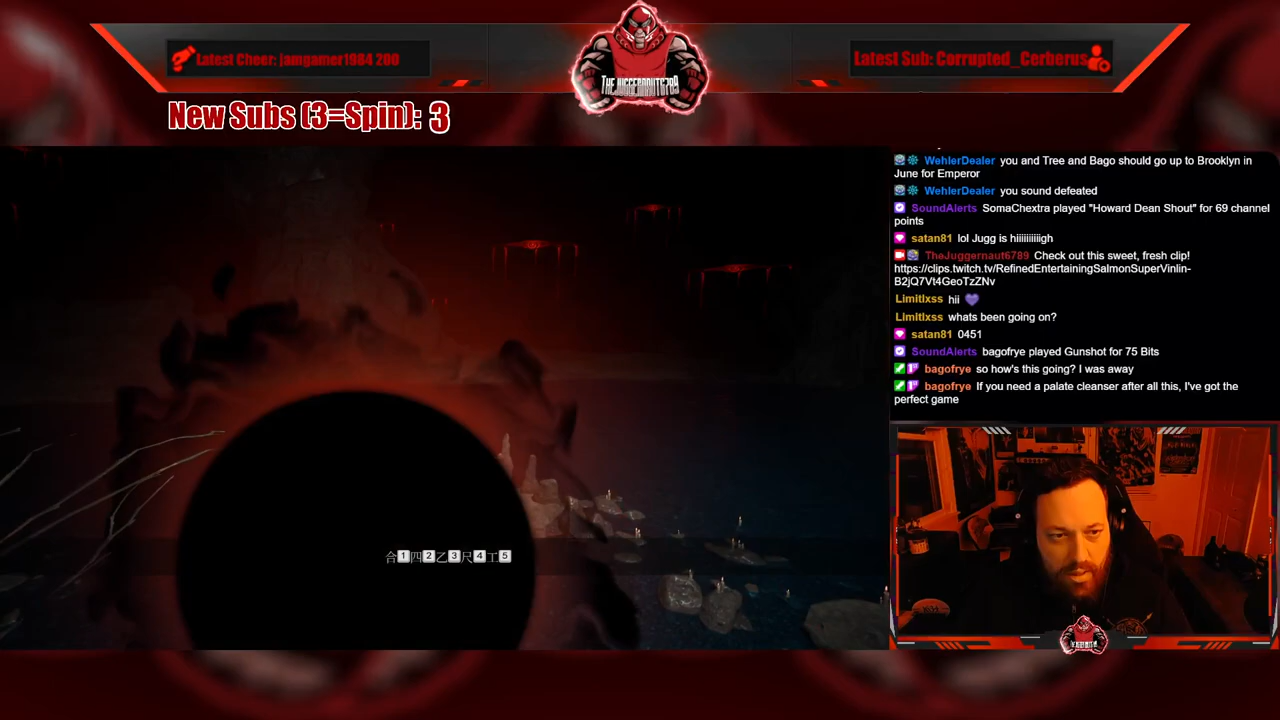 Latest Cheer: jamgamer1984 200
THEJUGGERNAUT6789
Latest Sub: Corrupted_Cerberus
New Subs (3=Spin): 3
WehlerDealer you and Tree and Bago should go up to Brooklyn in
June for Emperor
WehlerDealer you sound defeated
SoundAlerts SomaChextra played "Howard Dean Shout" for 69 channel
points
satan81 lol Jugg is hiiiiiiiiiigh
TheJuggernaut6789 Check out this sweet, fresh clip!
https://clips.twitch.tv/RefinedEntertainingSalmonSuperVinlin-
B2jQ7Vt4GeoTzZNv
Limitlxss hii
Limitlxss whats been going on?
satan81 0451
SoundAlerts bagofrye played Gunshot for 75 Bits
bagofrye so how's this going? I was away
bagofrye If you need a palate cleanser after all this, I've got the
perfect game
合1四2乙3尺4工5